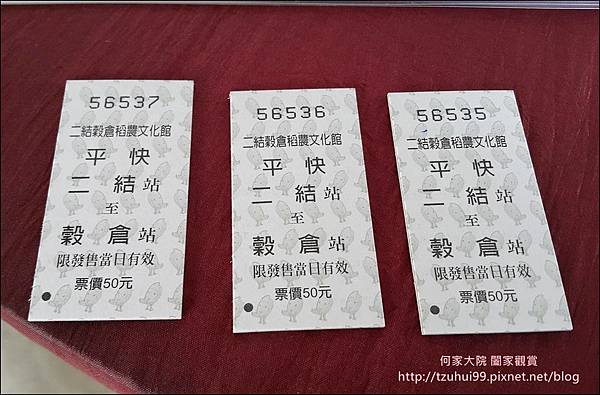 56537
二結穀倉稻農文化館
平快
二結站
至
穀倉站
限發售當日有效
票價50元
56536
二結穀倉稻農文化館
平快
二結站
至
穀倉站
限發售當日有效
票價50元
56535
二結穀倉稻農文化館
平快
二結站
至
穀倉站
限發售當日有效
票價50元
何家大院 闔家觀賞
http://tzuhui99.pixnet.net/blog